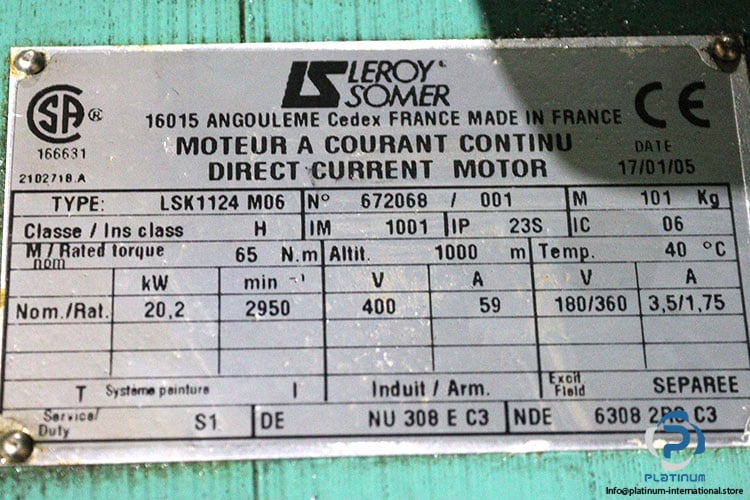 SA ®
166631
2102718.A
LS LEROY
SOMER
16015 ANGOULEME Cedex FRANCE MADE IN FRANCE
MOTEUR A COURANT CONTINU
DIRECT CURRENT MOTOR
CE
DATE
17/01/05
TYPE: LSK1124 M06 N° 672068 / 001 M 101 Kg
Classe / Ins class H IM 1001 IP 23S IC 06
M / Rated torque 65 N.m Altit. 1000 m Temp. 40 °C
nom
kW min -1 V A V A
Nom./Rat. 20,2 2950 400 59 180/360 3,5/1,75
T Système peinture I Induit / Arm. Excit. Field SEPAREE
Service/ Duty S1 DE NU 308 E C3 NDE 6308 C3
PLATINUM
Info@platinum-international.store